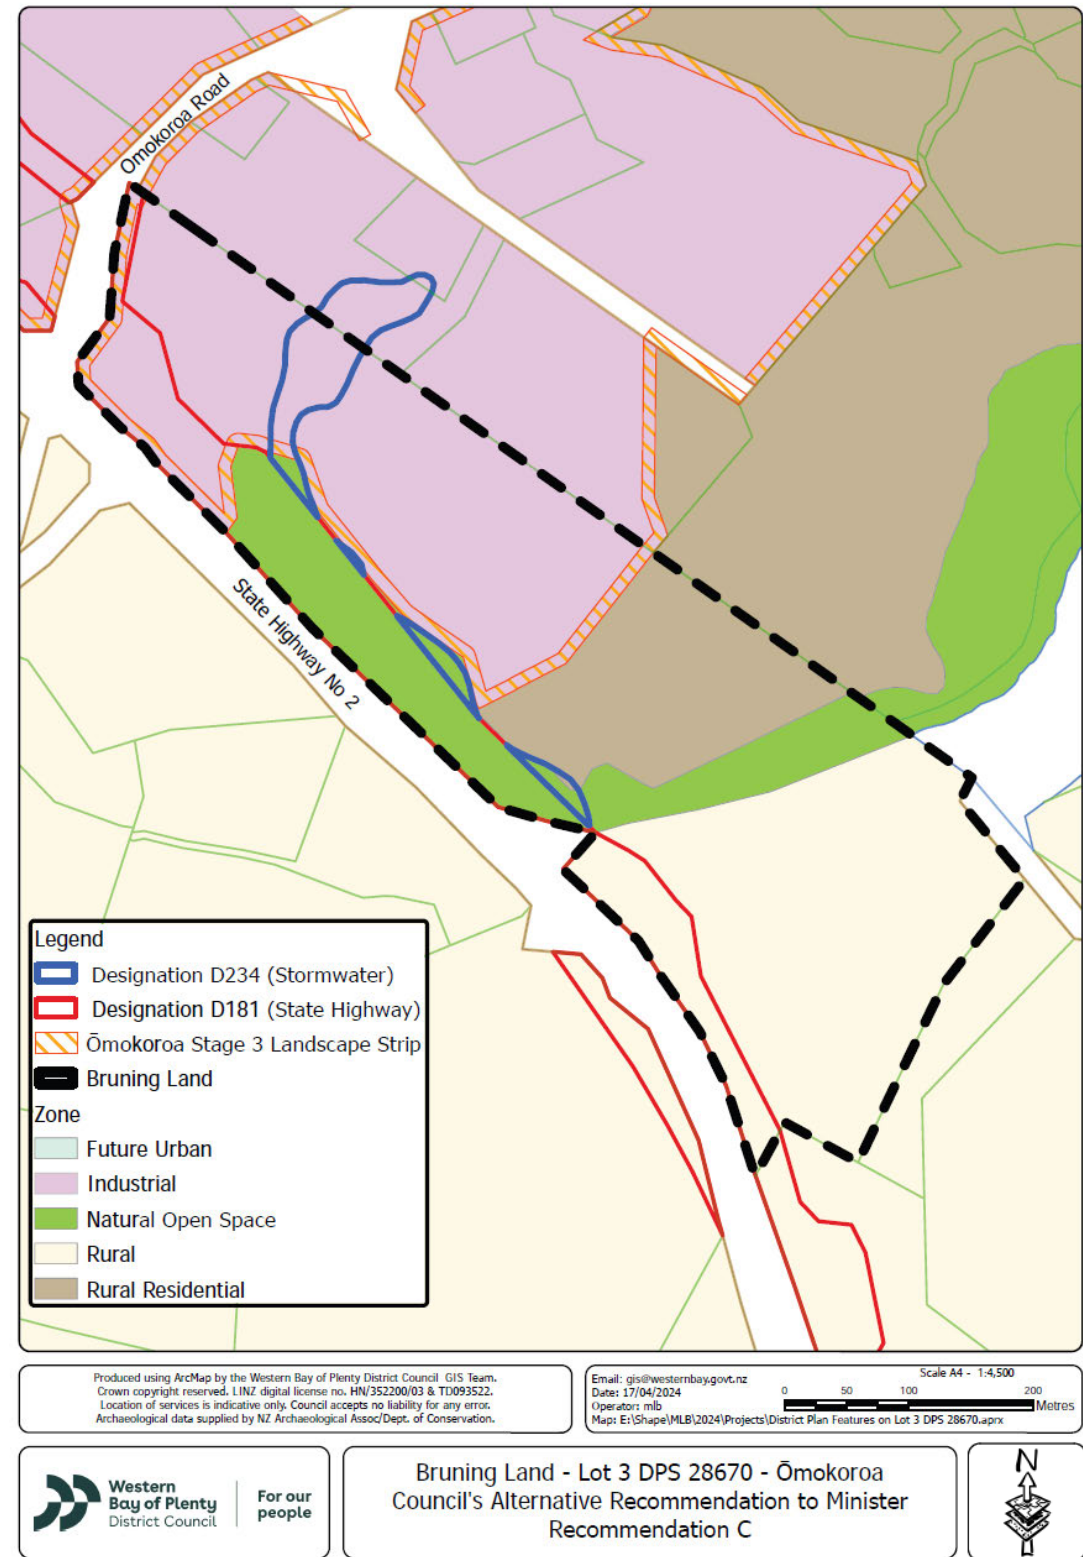 Ōmokoroa Road
State Highway No 2
Legend
Designation D234 (Stormwater)
Designation D181 (State Highway)
Ōmokoroa Stage 3 Landscape Strip
Bruning Land
Zone
Future Urban
Industrial
Natural Open Space
Rural
Rural Residential
Produced using ArcMap by the Western Bay of Plenty District Council GIS Team.
Crown copyright reserved. LINZ digital license no. HN/352200/03 & TD093522.
Location of services is indicative only. Council accepts no liability for any error.
Archaeological data supplied by NZ Archaeological Assoc/Dept. of Conservation.
Email: gis@westernbay.govt.nz
Date: 17/04/2024
Operator: mlb
Map: E:\Shape\MLB\2024\Projects\District Plan Features on Lot 3 DPS 28670.aprx
Scale A4 - 1:4,500
0 50 100 200
Metres
Western
Bay of Plenty
District Council
For our
people
Bruning Land - Lot 3 DPS 28670 - Ōmokoroa
Council's Alternative Recommendation to Minister
Recommendation C
N